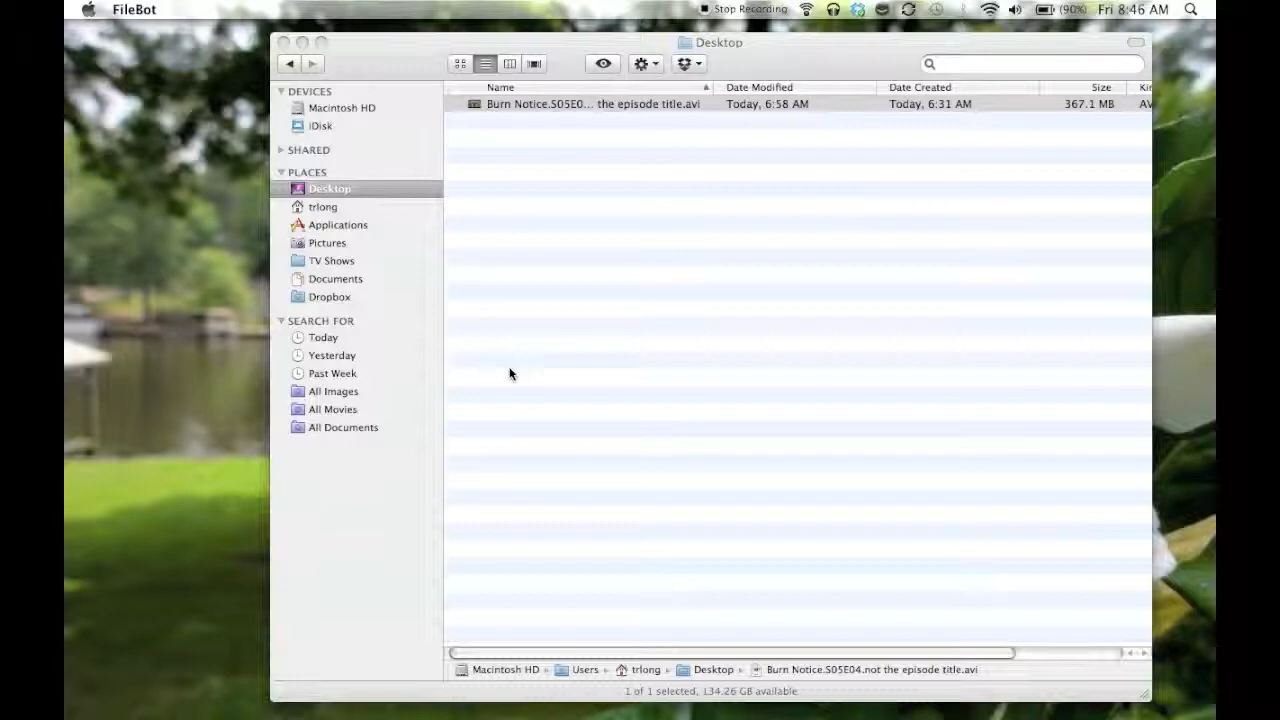 FileBot
Stop Recording
(90%)
Fri 8:46 AM
Desktop
Name
Date Modified
Date Created
Size
Kin
Burn Notice.S05E0... the episode title.avi
Today, 6:58 AM
Today, 6:31 AM
367.1 MB
AV
DEVICES
Macintosh HD
iDisk
SHARED
PLACES
Desktop
trlong
Applications
Pictures
TV Shows
Documents
Dropbox
SEARCH FOR
Today
Yesterday
Past Week
All Images
All Movies
All Documents
Macintosh HD
Users
trlong
Desktop
Burn Notice.S05E04.not the episode title.avi
1 of 1 selected, 134.26 GB available